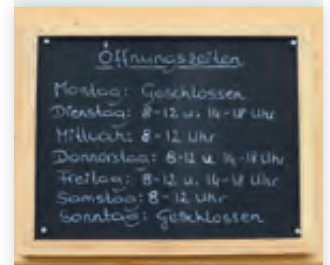 Öffnungszeiten
Montag: Geschlossen
Dienstag: 8-12 u. 14-18 Uhr
Mittwoch: 8-12 Uhr
Donnerstag: 8-12 u. 14-18 Uhr
Freitag: 8-12 u. 14-18 Uhr
Samstag: 8-12 Uhr
Sonntag: Geschlossen